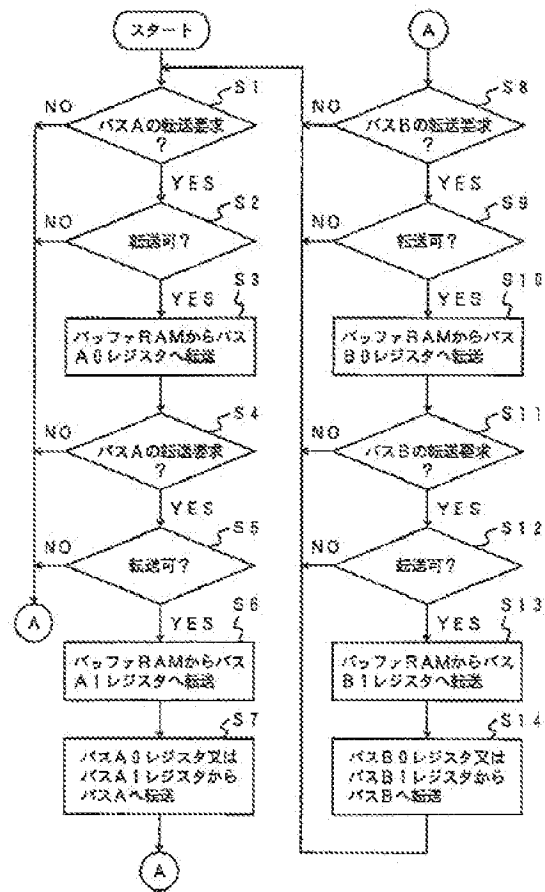 スタート
S1
バスAの転送要求
?
NO
YES
S2
転送可?
NO
YES
S3
バッファRAMからバス
A0レジスタへ転送
S4
バスAの転送要求
?
NO
YES
S5
転送可?
NO
YES
A
S6
バッファRAMからバス
A1レジスタへ転送
S7
バスA0レジスタ又は
バスA1レジスタから
バスAへ転送
A
A
S8
バスBの転送要求
?
NO
YES
S9
転送可?
NO
YES
S10
バッファRAMからバス
B0レジスタへ転送
S11
バスBの転送要求
?
NO
YES
S12
転送可?
NO
YES
S13
バッファRAMからバス
B1レジスタへ転送
S14
バスB0レジスタ又は
バスB1レジスタから
バスBへ転送